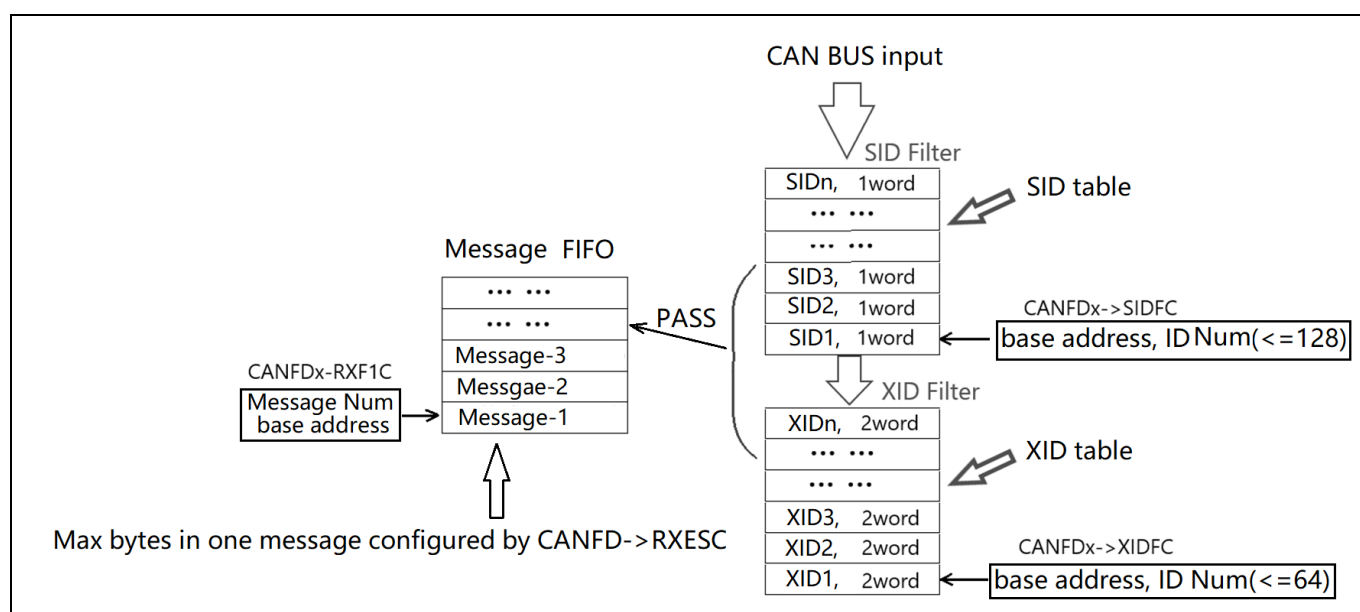 CAN BUS input
SID Filter
SIDn, 1word
... ...
... ...
SID3, 1word
SID2, 1word
SID1, 1word
SID table
CANFDx->SIDFC
base address, ID Num(<=128)
Message FIFO
... ...
... ...
Message-3
Messgae-2
Message-1
PASS
CANFDx-RXF1C
Message Num
base address
Max bytes in one message configured by CANFD->RXESC
XID Filter
XIDn, 2word
... ...
... ...
XID3, 2word
XID2, 2word
XID1, 2word
XID table
CANFDx->XIDFC
base address, ID Num(<=64)